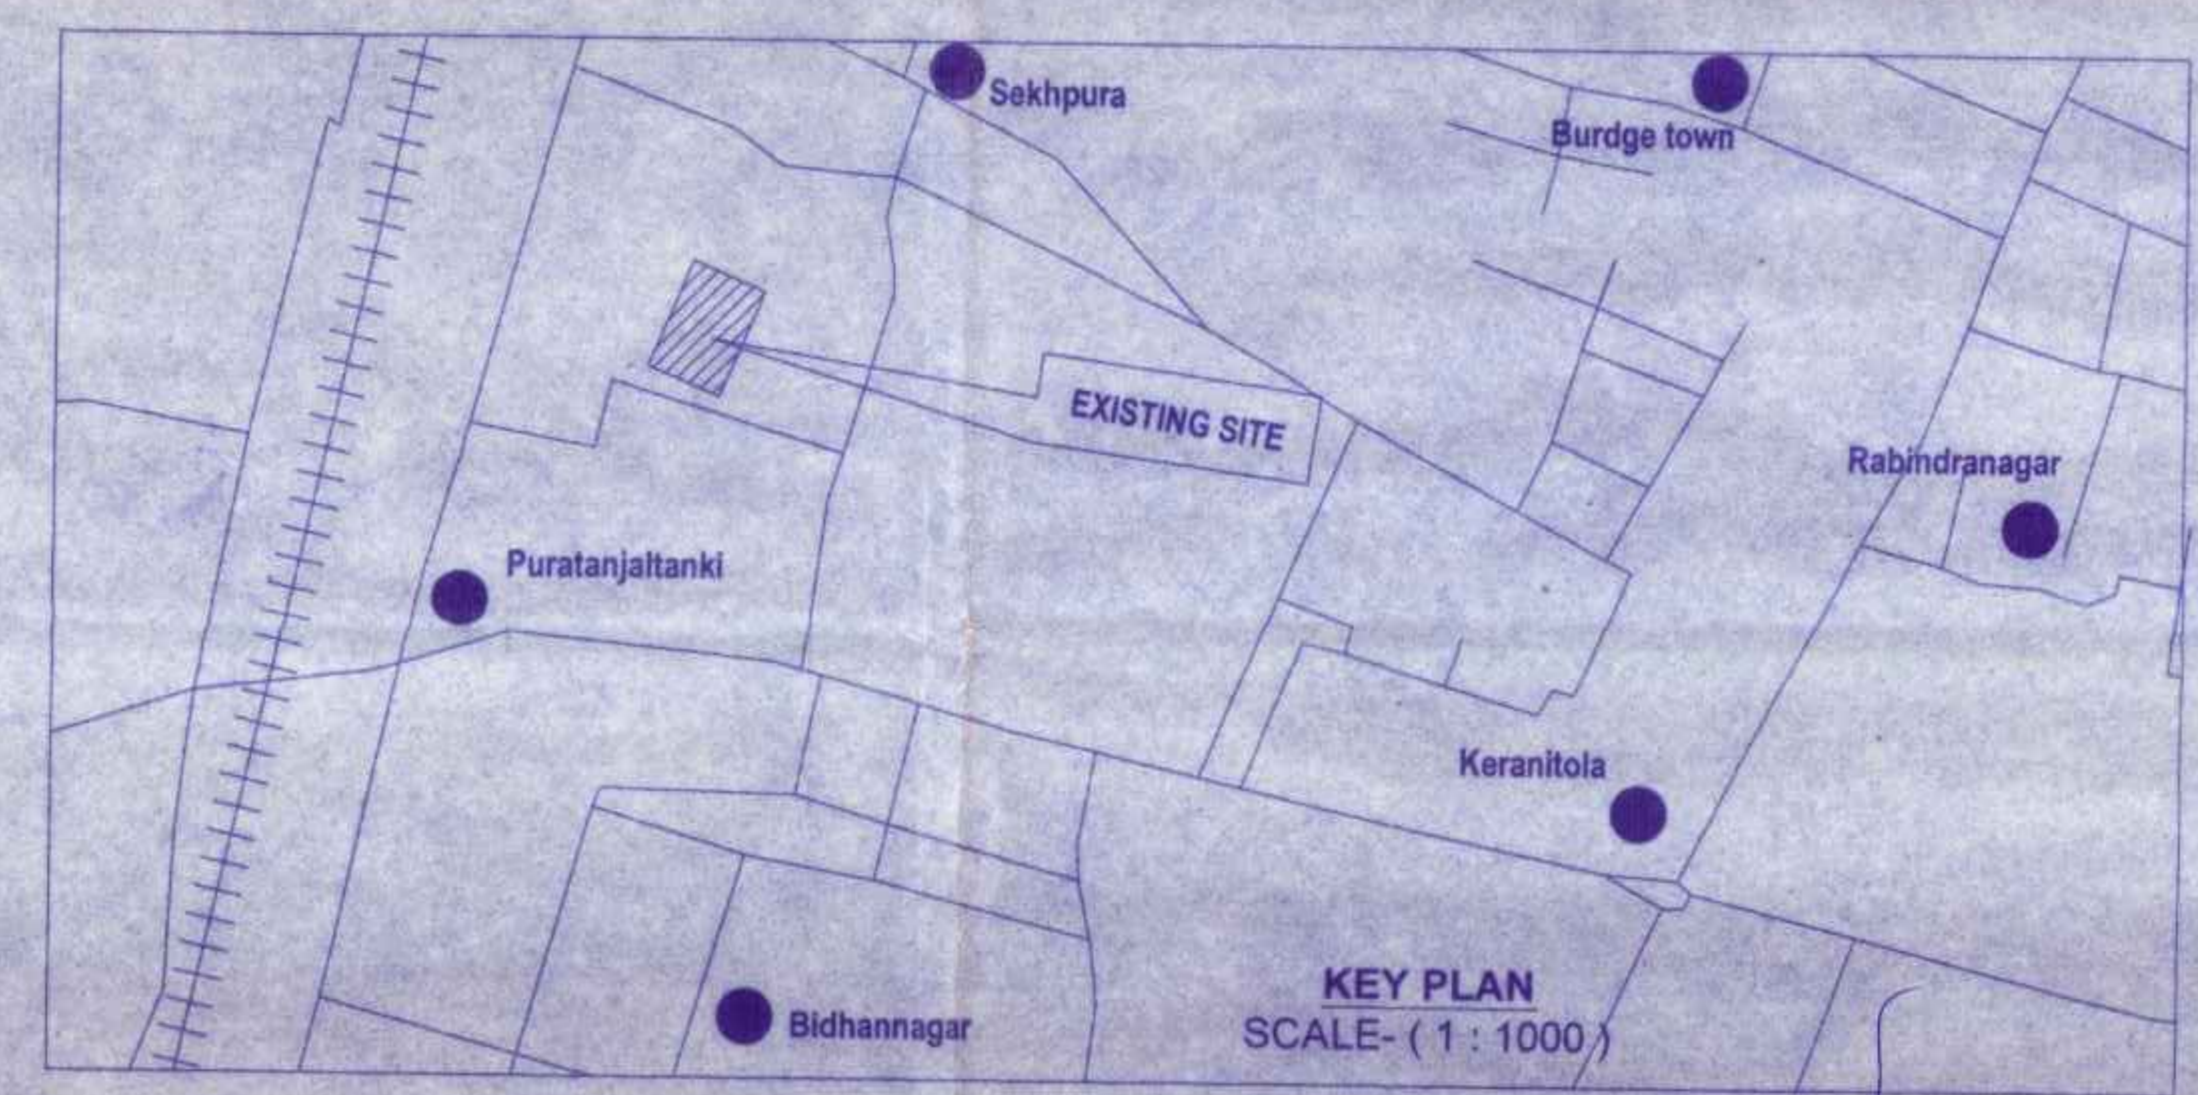 Sekhpura
Burdge town
EXISTING SITE
Rabindranagar
Puratanjaltanki
Keranitola
Bidhannagar
KEY PLAN
SCALE- ( 1 : 1000 )